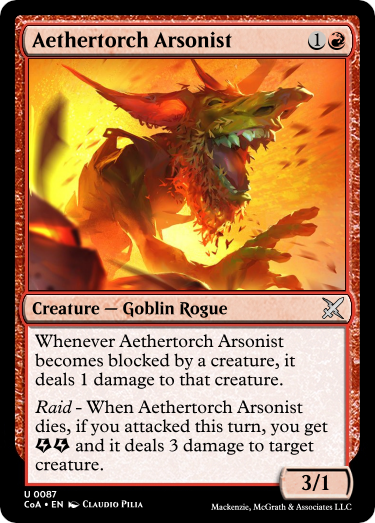 Aethertorch Arsonist 1
Creature — Goblin Rogue
Whenever Aethertorch Arsonist
becomes blocked by a creature, it
deals 1 damage to that creature.
Raid - When Aethertorch Arsonist
dies, if you attacked this turn, you get
and it deals 3 damage to target
creature.
3/1
U 0087
CoA • EN Claudio Pilia
Mackenzie, McGrath & Associates LLC